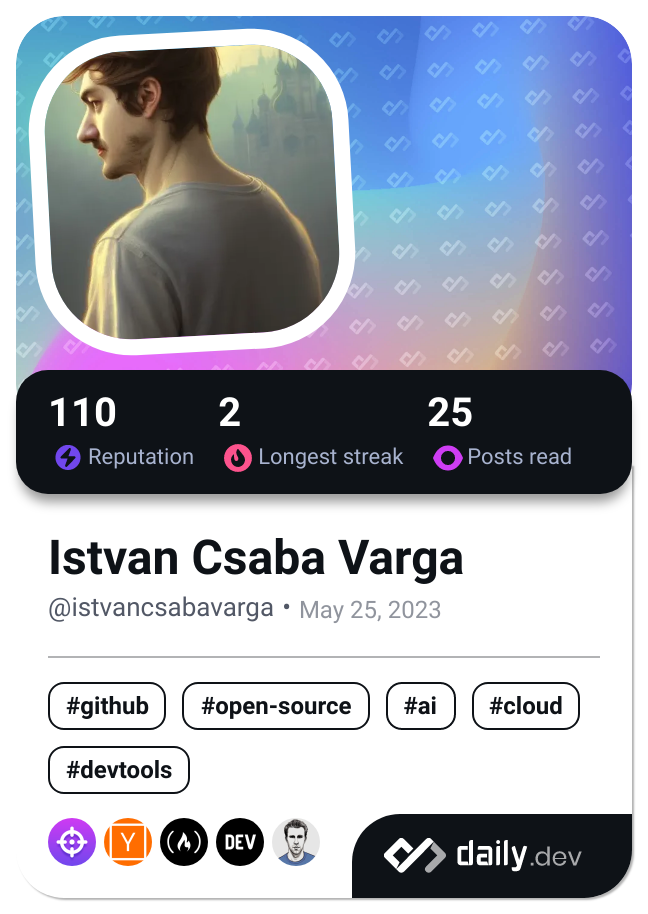 110 2 25
Reputation Longest streak Posts read
Istvan Csaba Varga
@istvancsabavarga • May 25, 2023
#github #open-source #ai #cloud
#devtools
Y DEV daily.dev